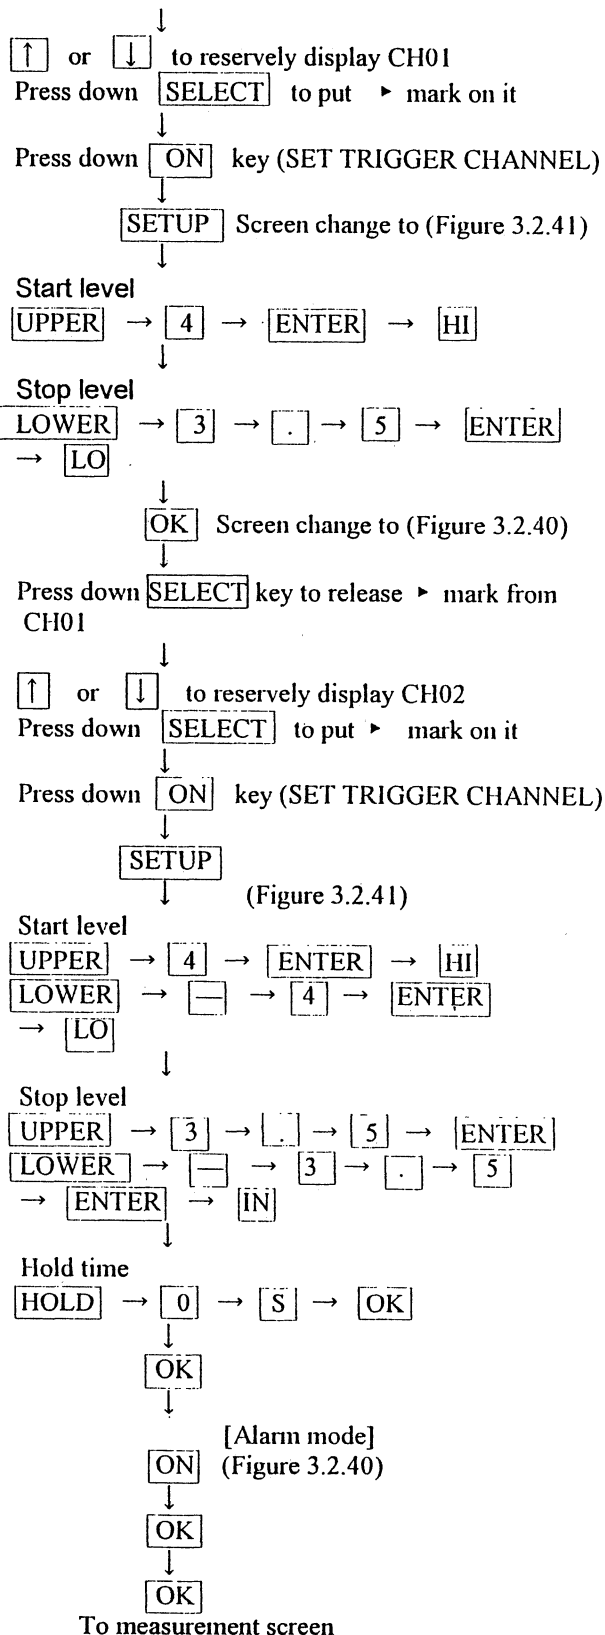 ↓
↑ or ↓ to reservely display CH01
Press down SELECT to put ▶ mark on it
↓
Press down ON key (SET TRIGGER CHANNEL)
↓
SETUP Screen change to (Figure 3.2.41)
↓
Start level
UPPER → 4 → ENTER → HI
↓
Stop level
LOWER → 3 → . → 5 → ENTER
→ LO
↓
OK Screen change to (Figure 3.2.40)
↓
Press down SELECT key to release ▶ mark from
CH01
↓
↑ or ↓ to reservely display CH02
Press down SELECT to put ▶ mark on it
↓
Press down ON key (SET TRIGGER CHANNEL)
↓
SETUP
↓ (Figure 3.2.41)
Start level
UPPER → 4 → ENTER → HI
LOWER → — → 4 → ENTER
→ LO
↓
Stop level
UPPER → 3 → . → 5 → ENTER
LOWER → — → 3 → . → 5
→ ENTER → IN
↓
Hold time
HOLD → 0 → S → OK
↓
OK
↓
[Alarm mode]
ON (Figure 3.2.40)
↓
OK
↓
OK
To measurement screen